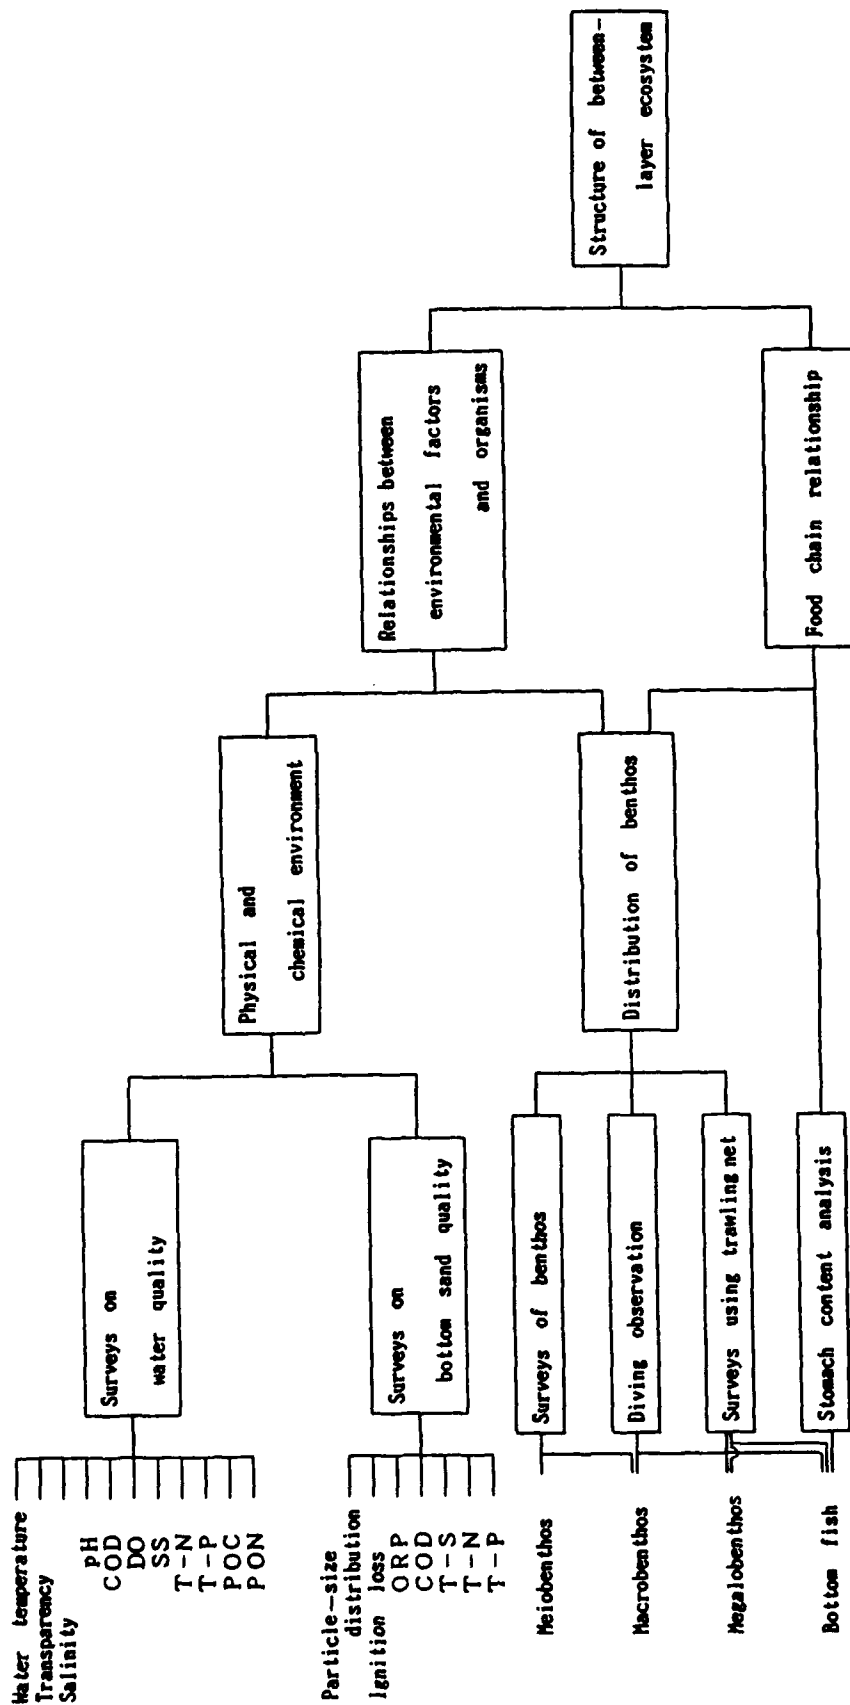 Water temperature
Transparency
Salinity
pH
COD
DO
SS
T-N
T-P
POC
PON
Particle-size
distribution
Ignition loss
ORP
COD
T-S
T-N
T-P
Meiobenthos
Macrobenthos
Megalobenthos
Bottom fish
Surveys on
water quality
Surveys on
bottom sand quality
Surveys of benthos
Diving observation
Surveys using trawling net
Stomach content analysis
Physical and
chemical environment
Distribution of benthos
Relationships between
environmental factors
and organisms
Food chain relationship
Structure of between-
layer ecosystem